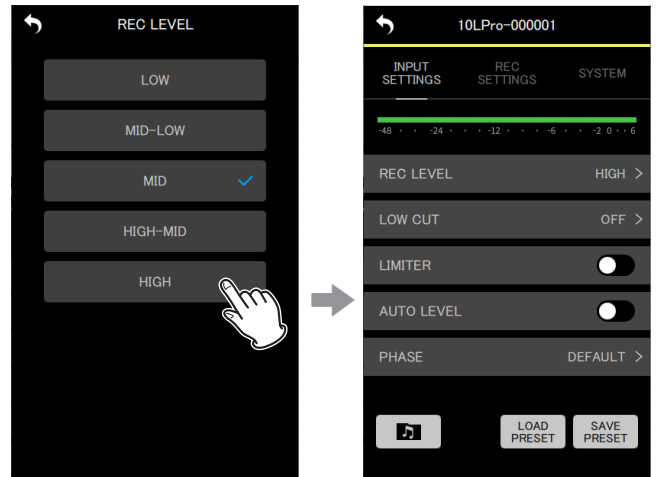 REC LEVEL
LOW
MID-LOW
MID
HIGH-MID
HIGH
10LPro-000001
INPUT
SETTINGS
REC
SETTINGS
SYSTEM
-48 · · -24 · · · -12 · · · -6 · · -2 0 · · 6
REC LEVEL HIGH >
LOW CUT OFF >
LIMITER
AUTO LEVEL
PHASE DEFAULT >
LOAD
PRESET
SAVE
PRESET